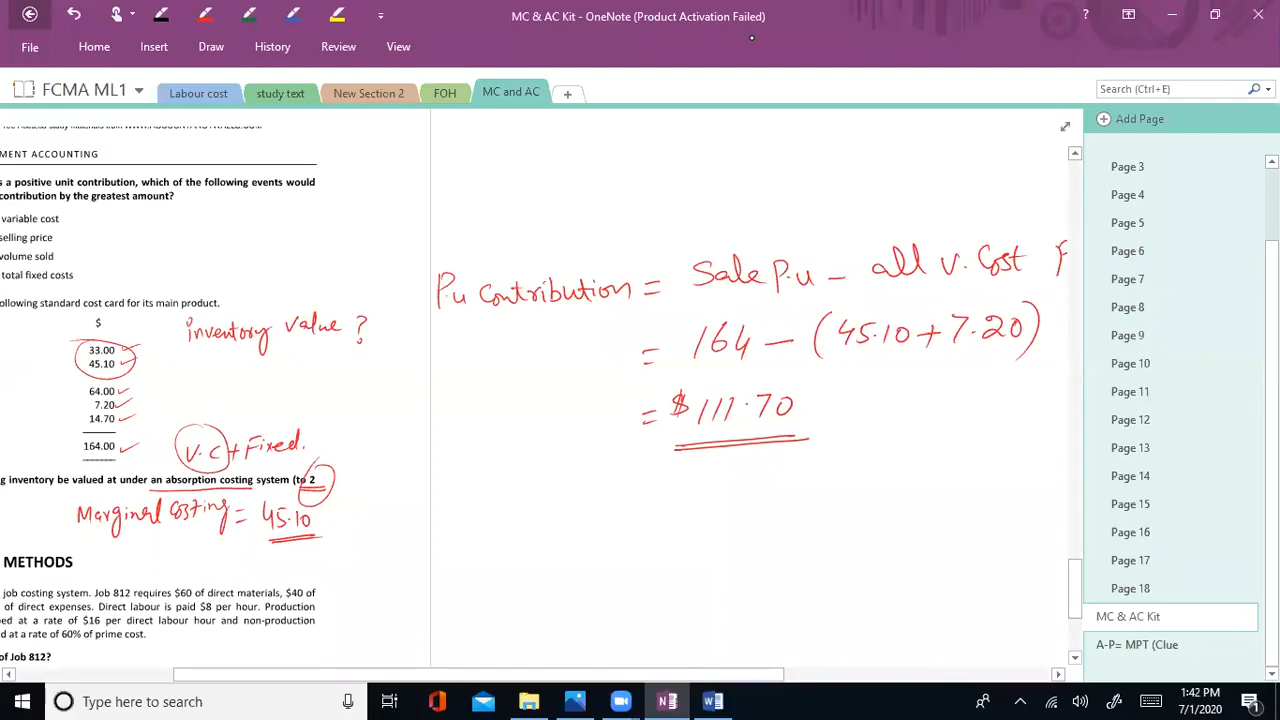 MC & AC Kit - OneNote (Product Activation Failed)
?
File Home Insert Draw History Review View
FCMA ML1 Labour cost study text New Section 2 FOH MC and AC
Search (Ctrl+E)
MENT ACCOUNTING
s a positive unit contribution, which of the following events would
contribution by the greatest amount?
variable cost
selling price
volume sold
total fixed costs
ollowing standard cost card for its main product.
$
33.00
45.10
64.00
7.20
14.70
164.00
inventory value ?
V.C + Fixed.
ng inventory be valued at under an absorption costing system (to 2
Marginal Costing = 45.10
METHODS
job costing system. Job 812 requires $60 of direct materials, $40 of
of direct expenses. Direct labour is paid $8 per hour. Production
bed at a rate of $16 per direct labour hour and non-production
d at a rate of 60% of prime cost.
of Job 812?
P.u Contribution = Sale P.u - all v. Cost P
= 164 - (45.10 + 7.20)
= $111.70
Add Page
Page 3
Page 4
Page 5
Page 6
Page 7
Page 8
Page 9
Page 10
Page 11
Page 12
Page 13
Page 14
Page 15
Page 16
Page 17
Page 18
MC & AC Kit
A-P= MPT (Clue
Type here to search
1:42 PM
7/1/2020
1